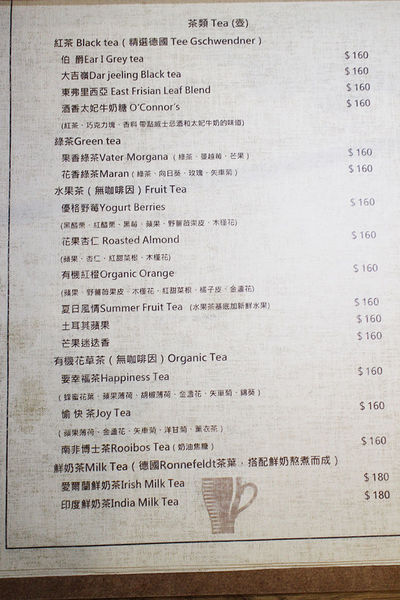 茶類 Tea (壺)
紅茶 Black tea（精選德國 Tee Gschwendner）
伯 爵Ear I Grey tea $160
大吉嶺Dar jeeling Black tea $160
東弗里西亞 East Frisian Leaf Blend $160
酒香太妃牛奶糖 O'Connor's $160
(紅茶、巧克力塊、香料 帶點威士忌酒和太妃牛奶的味道)
綠茶Green tea
果香綠茶Vater Morgana（綠茶、蔓越莓、芒果） $160
花香綠茶Maran（綠茶、向日葵、玫瑰、矢車菊） $160
水果茶（無咖啡因）Fruit Tea
優格野莓Yogurt Berries $160
(黑醋栗、紅醋栗、黑莓、蘋果、野薔薇果皮、木槿花)
花果杏仁 Roasted Almond $160
(蘋果、杏仁、紅甜菜根、木槿花)
有機紅橙Organic Orange $160
(蘋果、野薔薇果皮、木槿花、紅甜菜根、橘子皮、金盞花)
夏日風情Summer Fruit Tea (水果茶基底加新鮮水果) $160
土耳其蘋果 $160
芒果迷迭香 $160
有機花草茶（無咖啡因）Organic Tea
要幸福茶Happiness Tea $160
（蜂蜜花葉、蘋果薄荷、胡椒薄荷、金盞花、矢車菊、錦葵）
愉 快 茶Joy Tea $160
（蘋果薄荷、金盞花、矢車菊、洋甘菊、薰衣茶）
南非博士茶Rooibos Tea (奶油焦糖) $160
鮮奶茶Milk Tea（德國Ronnefeldt茶葉，搭配鮮奶熬煮而成）
愛爾蘭鮮奶茶Irish Milk Tea $180
印度鮮奶茶India Milk Tea $180